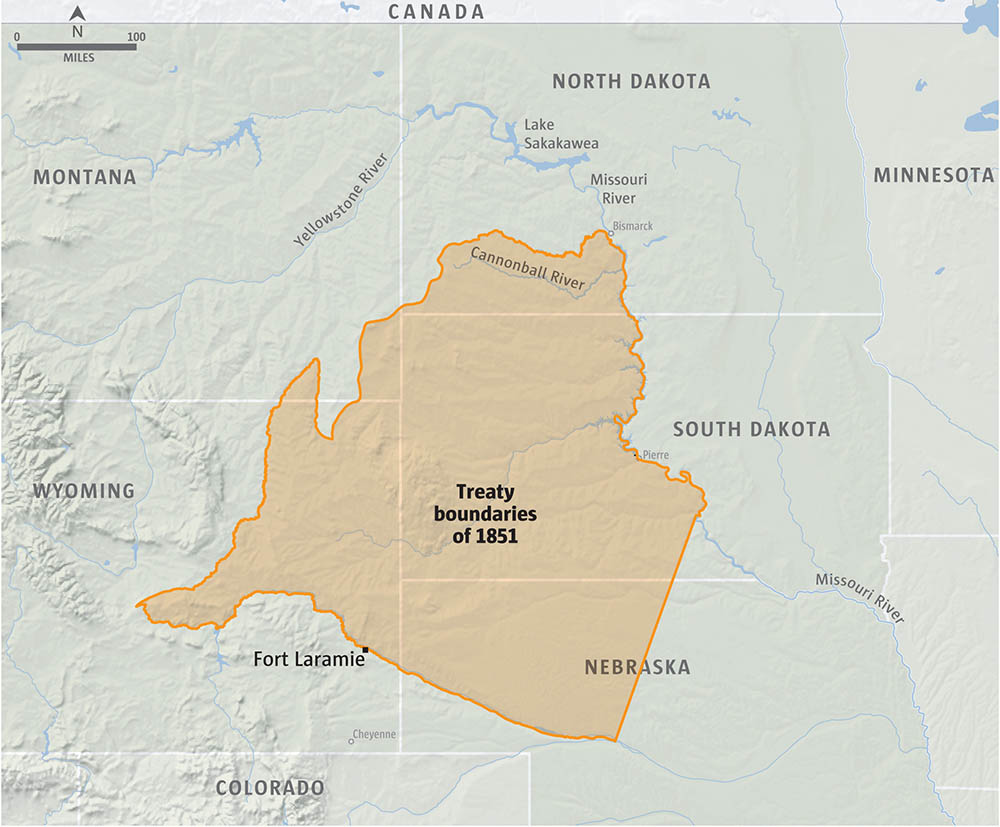 CANADA
N
0 100
MILES
NORTH DAKOTA
Lake
Sakakawea
MONTANA
Yellowstone River
Missouri
River
MINNESOTA
Bismarck
Cannonball River
SOUTH DAKOTA
Pierre
WYOMING
Treaty
boundaries
of 1851
Missouri River
Fort Laramie
NEBRASKA
Cheyenne
COLORADO